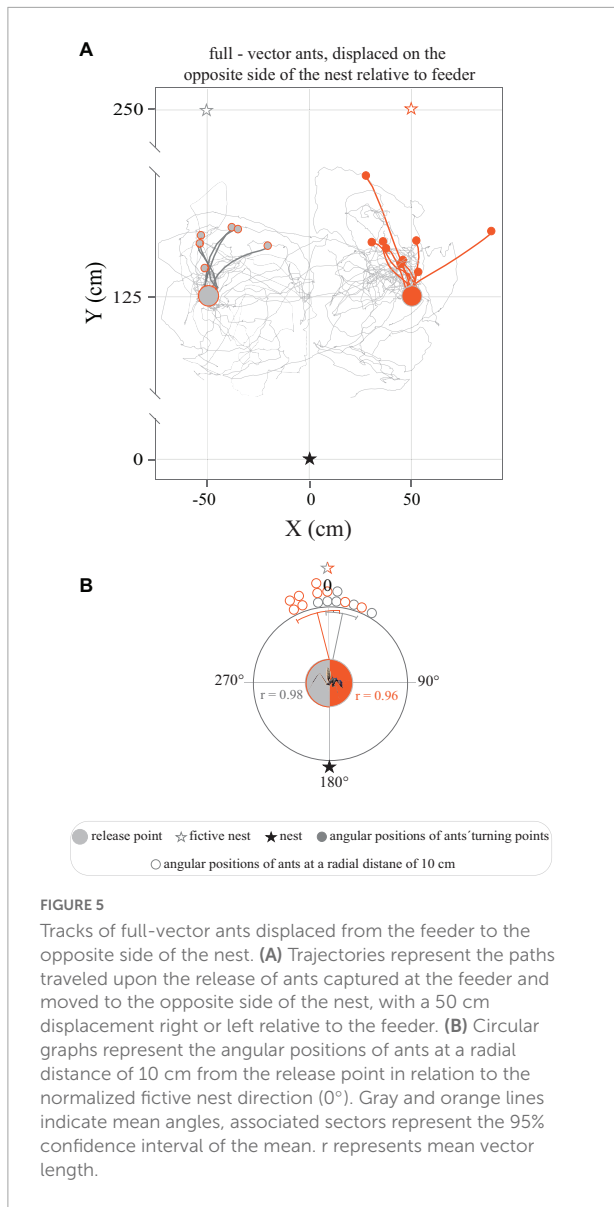 A
full - vector ants, displaced on the
opposite side of the nest relative to feeder
250
125
0
Y (cm)
-50
0
50
X (cm)
B
0
270°
90°
r = 0.98
r = 0.96
180°
release point
fictive nest
nest
angular positions of ants´turning points
angular positions of ants at a radial distane of 10 cm
FIGURE 5
Tracks of full-vector ants displaced from the feeder to the
opposite side of the nest. (A) Trajectories represent the paths
traveled upon the release of ants captured at the feeder and
moved to the opposite side of the nest, with a 50 cm
displacement right or left relative to the feeder. (B) Circular
graphs represent the angular positions of ants at a radial
distance of 10 cm from the release point in relation to the
normalized fictive nest direction (0°). Gray and orange lines
indicate mean angles, associated sectors represent the 95%
confidence interval of the mean. r represents mean vector
length.